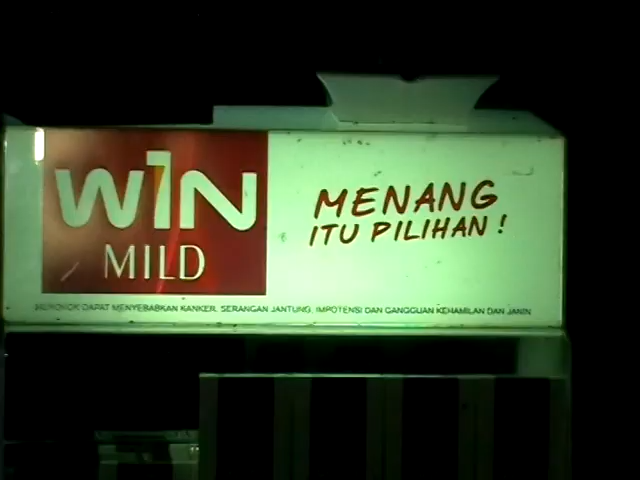 WIN
MILD
MENANG
ITU PILIHAN !
MEROKOK DAPAT MENYEBABKAN KANKER, SERANGAN JANTUNG, IMPOTENSI DAN GANGGUAN KEHAMILAN DAN JANIN